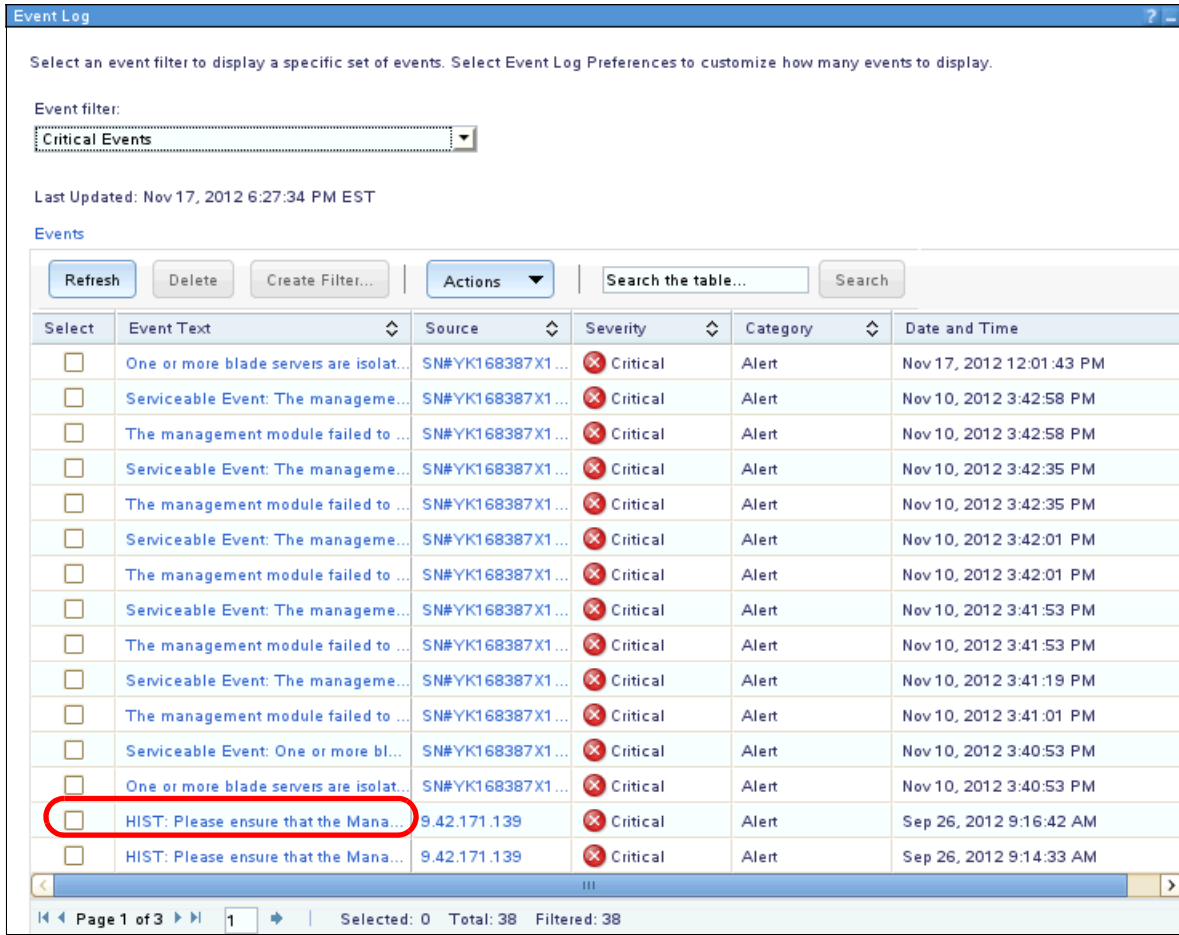 Event Log ? _
Select an event filter to display a specific set of events. Select Event Log Preferences to customize how many events to display.
Event filter:
Critical Events
Last Updated: Nov 17, 2012 6:27:34 PM EST
Events
Refresh Delete Create Filter... Actions Search the table... Search
Select Event Text Source Severity Category Date and Time
One or more blade servers are isolat... SN#YK168387X1... Critical Alert Nov 17, 2012 12:01:43 PM
Serviceable Event: The manageme... SN#YK168387X1... Critical Alert Nov 10, 2012 3:42:58 PM
The management module failed to ... SN#YK168387X1... Critical Alert Nov 10, 2012 3:42:58 PM
Serviceable Event: The manageme... SN#YK168387X1... Critical Alert Nov 10, 2012 3:42:35 PM
The management module failed to ... SN#YK168387X1... Critical Alert Nov 10, 2012 3:42:35 PM
Serviceable Event: The manageme... SN#YK168387X1... Critical Alert Nov 10, 2012 3:42:01 PM
The management module failed to ... SN#YK168387X1... Critical Alert Nov 10, 2012 3:42:01 PM
Serviceable Event: The manageme... SN#YK168387X1... Critical Alert Nov 10, 2012 3:41:53 PM
The management module failed to ... SN#YK168387X1... Critical Alert Nov 10, 2012 3:41:53 PM
Serviceable Event: The manageme... SN#YK168387X1... Critical Alert Nov 10, 2012 3:41:19 PM
The management module failed to ... SN#YK168387X1... Critical Alert Nov 10, 2012 3:41:01 PM
Serviceable Event: One or more bl... SN#YK168387X1... Critical Alert Nov 10, 2012 3:40:53 PM
One or more blade servers are isolat... SN#YK168387X1... Critical Alert Nov 10, 2012 3:40:53 PM
HIST: Please ensure that the Mana... 9.42.171.139 Critical Alert Sep 26, 2012 9:16:42 AM
HIST: Please ensure that the Mana... 9.42.171.139 Critical Alert Sep 26, 2012 9:14:33 AM
Page 1 of 3 1 Selected: 0 Total: 38 Filtered: 38